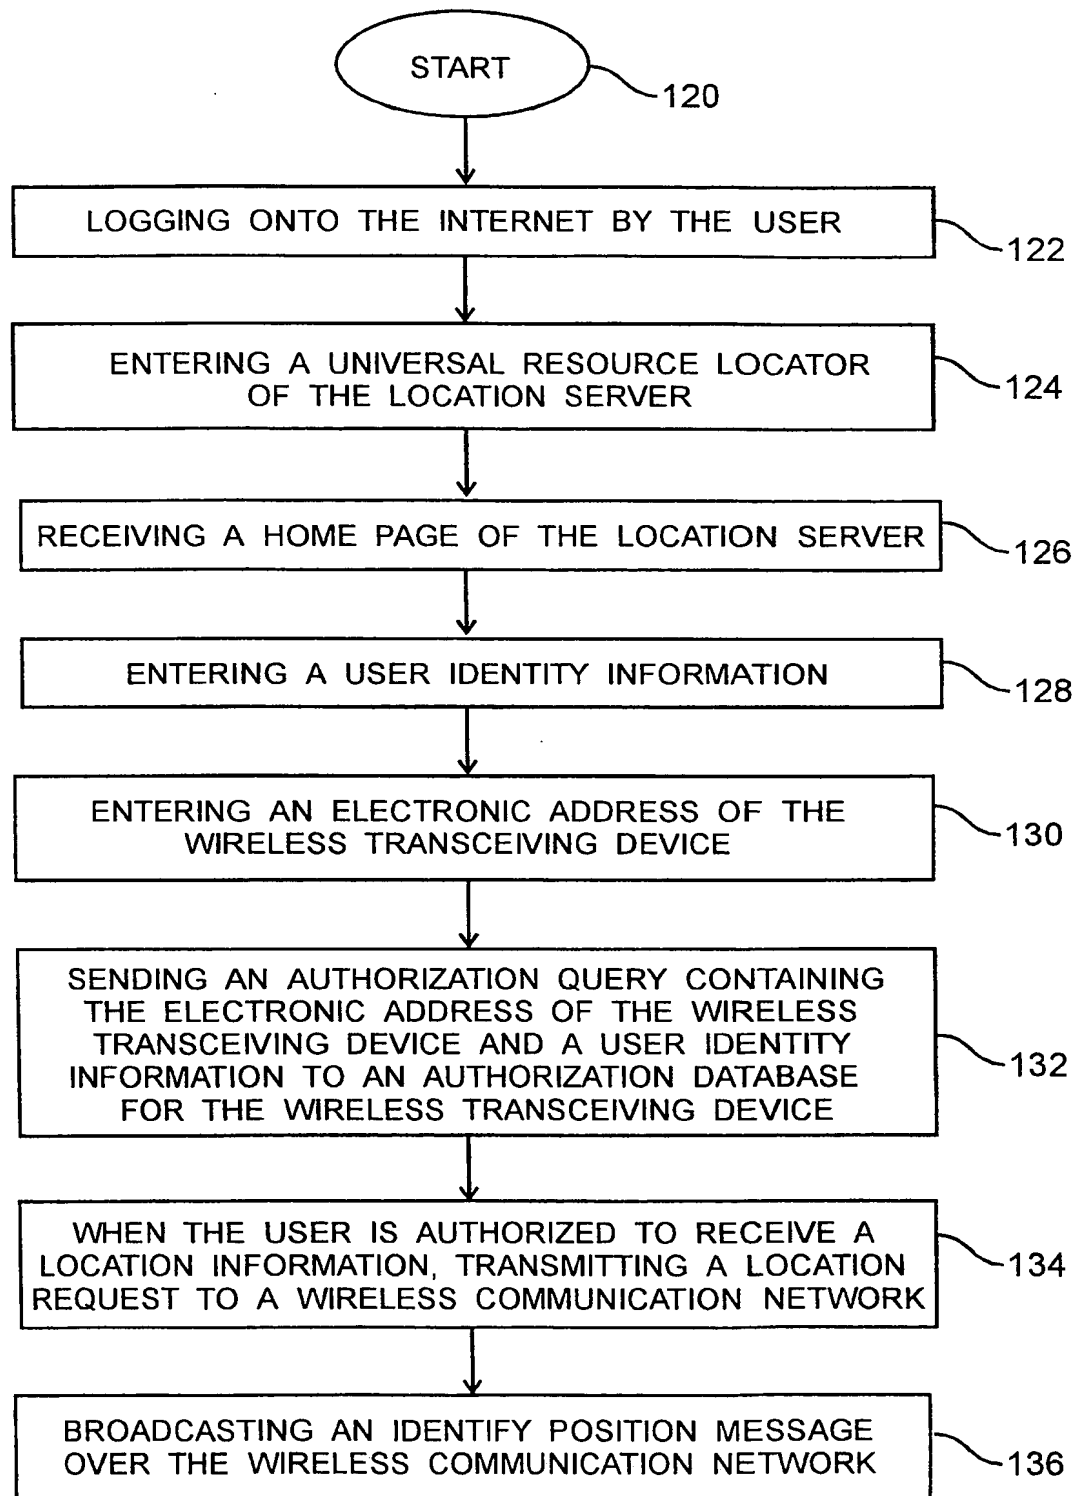 START
120
LOGGING ONTO THE INTERNET BY THE USER
122
ENTERING A UNIVERSAL RESOURCE LOCATOR
OF THE LOCATION SERVER
124
RECEIVING A HOME PAGE OF THE LOCATION SERVER
126
ENTERING A USER IDENTITY INFORMATION
128
ENTERING AN ELECTRONIC ADDRESS OF THE
WIRELESS TRANSCEIVING DEVICE
130
SENDING AN AUTHORIZATION QUERY CONTAINING
THE ELECTRONIC ADDRESS OF THE WIRELESS
TRANSCEIVING DEVICE AND A USER IDENTITY
INFORMATION TO AN AUTHORIZATION DATABASE
FOR THE WIRELESS TRANSCEIVING DEVICE
132
WHEN THE USER IS AUTHORIZED TO RECEIVE A
LOCATION INFORMATION, TRANSMITTING A LOCATION
REQUEST TO A WIRELESS COMMUNICATION NETWORK
134
BROADCASTING AN IDENTIFY POSITION MESSAGE
OVER THE WIRELESS COMMUNICATION NETWORK
136